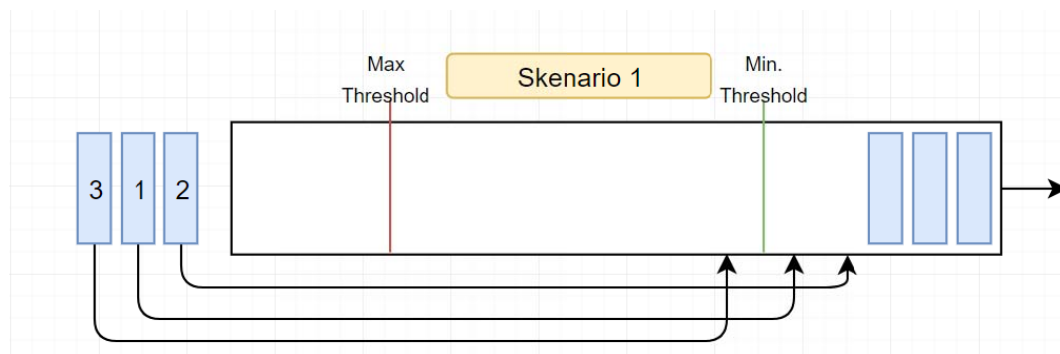 Max
Threshold
Skenario 1
Min.
Threshold
3
1
2